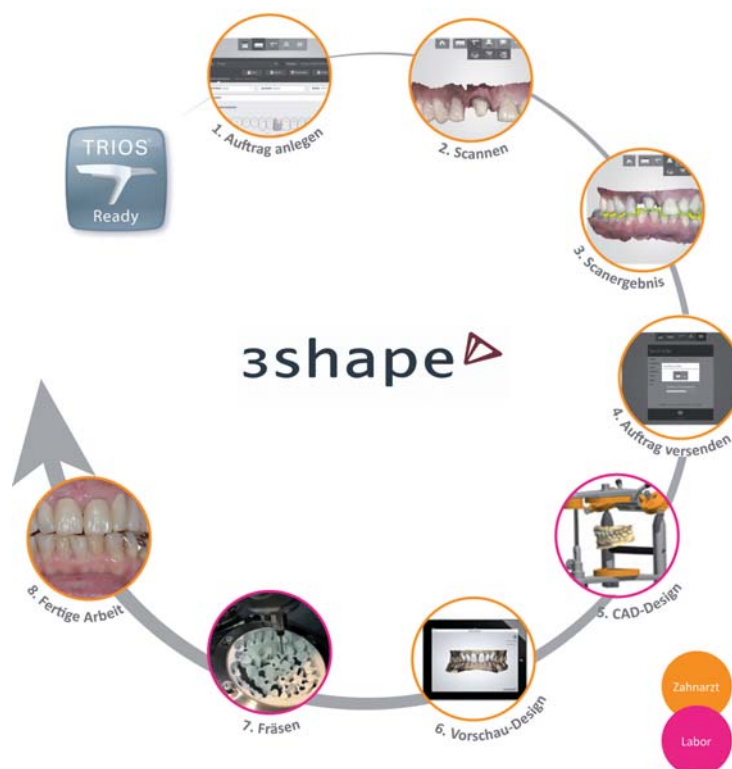 TRIOS®
Ready
1. Auftrag anlegen
2. Scannen
3. Scanergebnis
4. Auftrag versenden
5. CAD-Design
6. Vorschau-Design
7. Fräsen
8. Fertige Arbeit
3shape
Zahnarzt
Labor